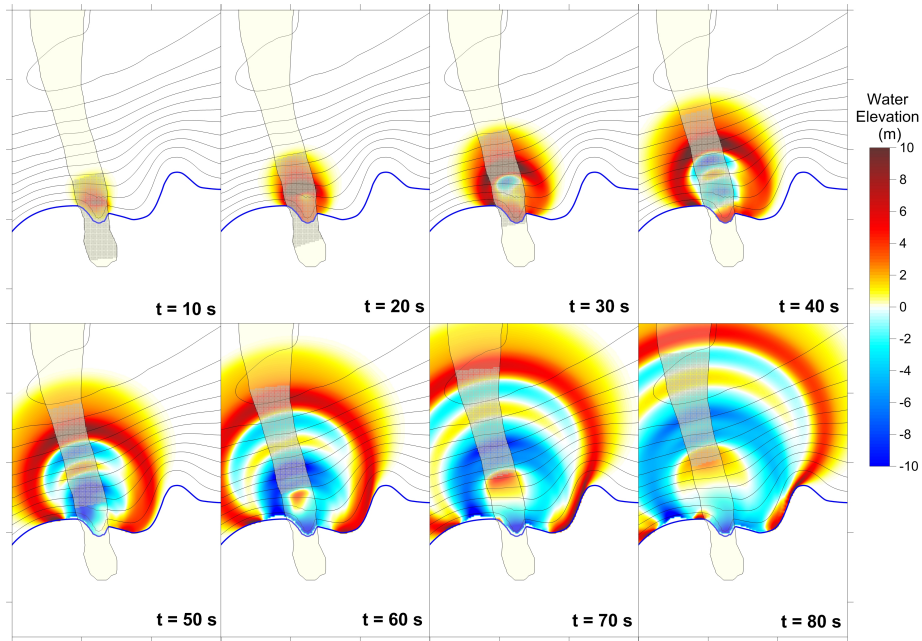 t = 10 s
t = 20 s
t = 30 s
t = 40 s
Water
Elevation
(m)
10
8
6
4
2
0
-2
-4
-6
-8
-10
t = 50 s
t = 60 s
t = 70 s
t = 80 s